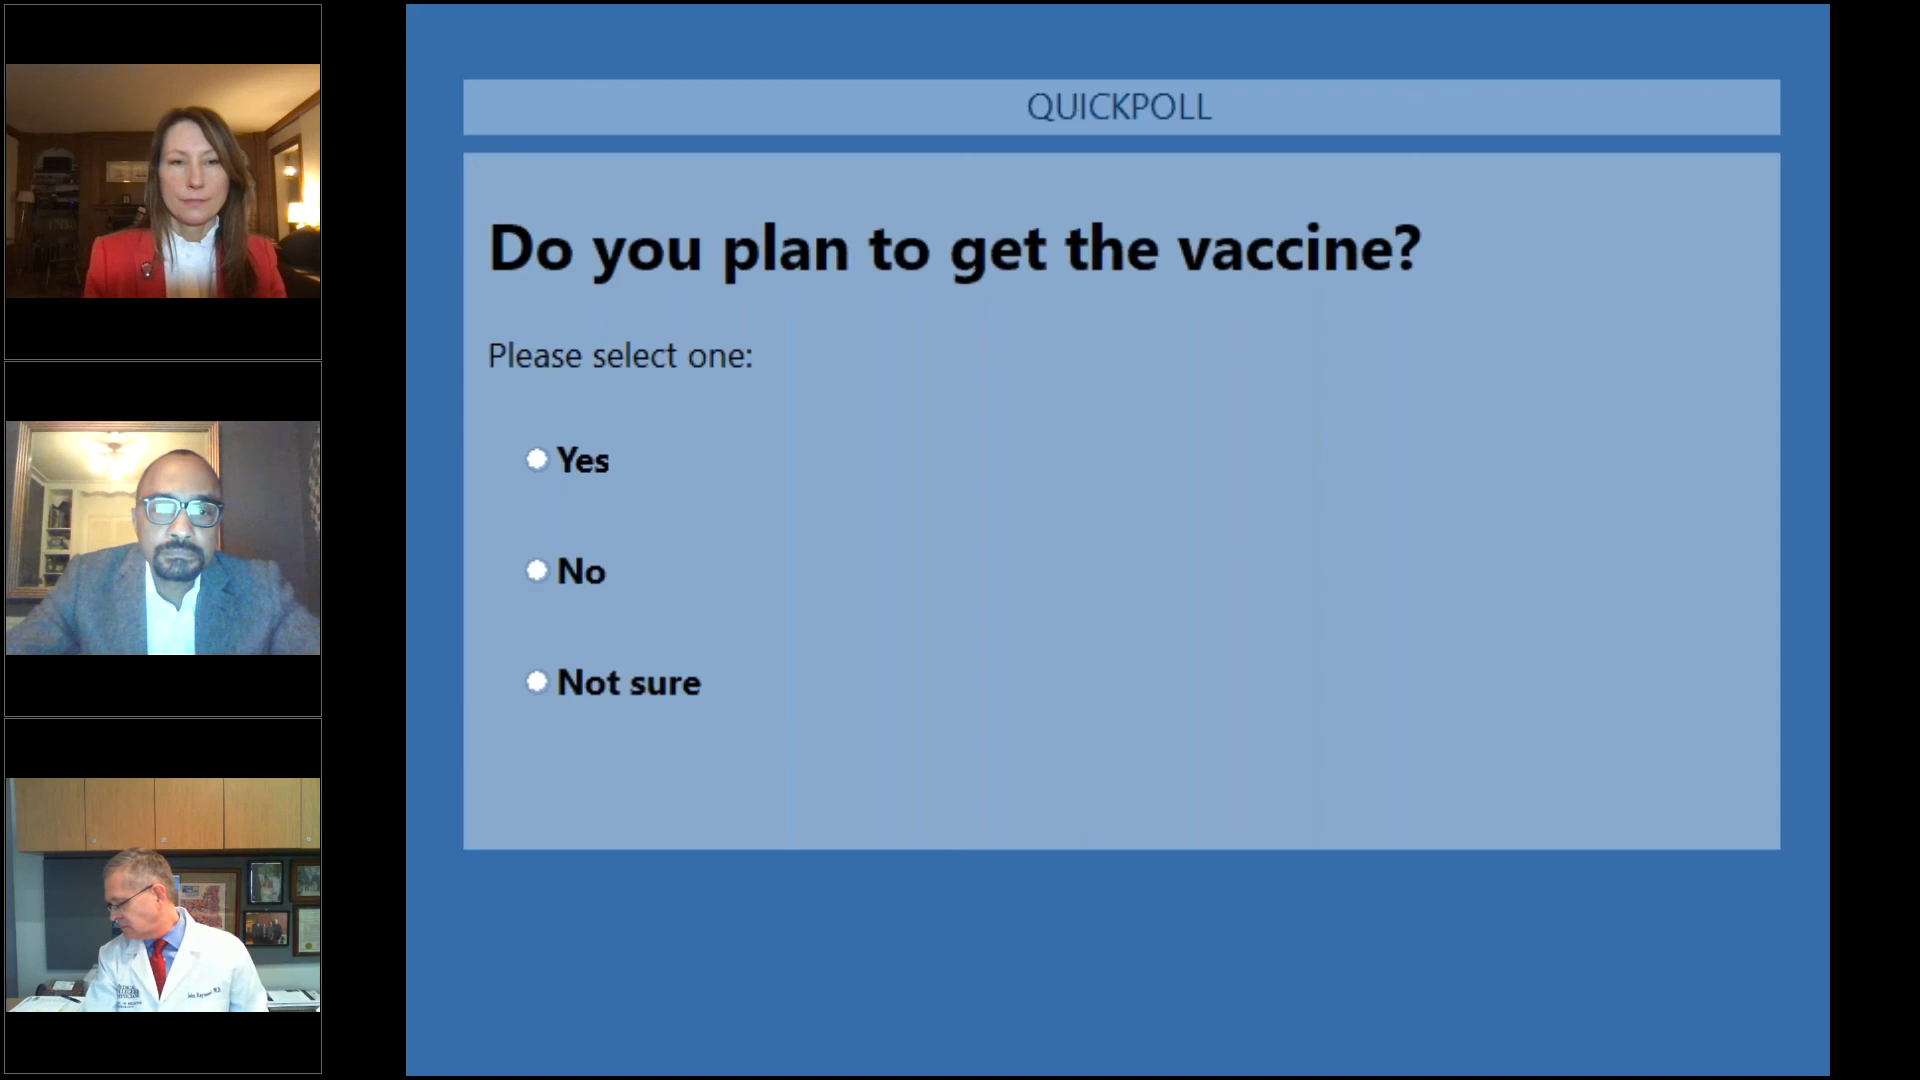 QUICKPOLL
Do you plan to get the vaccine?
Please select one:
Yes
No
Not sure